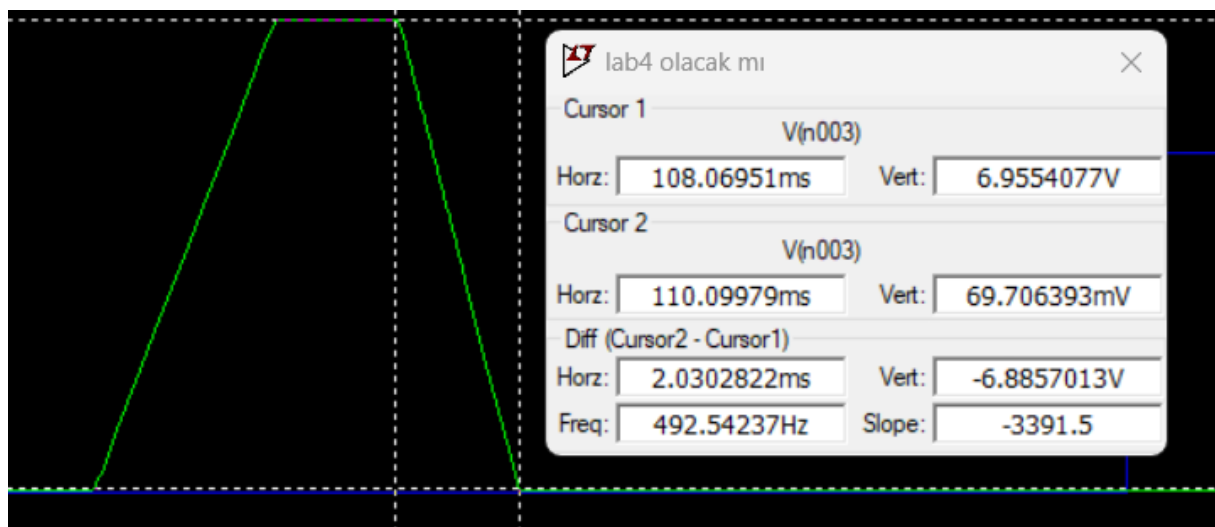 lab4 olacak mı
Cursor 1
V(n003)
Horz: 108.06951ms Vert: 6.9554077V
Cursor 2
V(n003)
Horz: 110.09979ms Vert: 69.706393mV
Diff (Cursor2 - Cursor1)
Horz: 2.0302822ms Vert: -6.8857013V
Freq: 492.54237Hz Slope: -3391.5